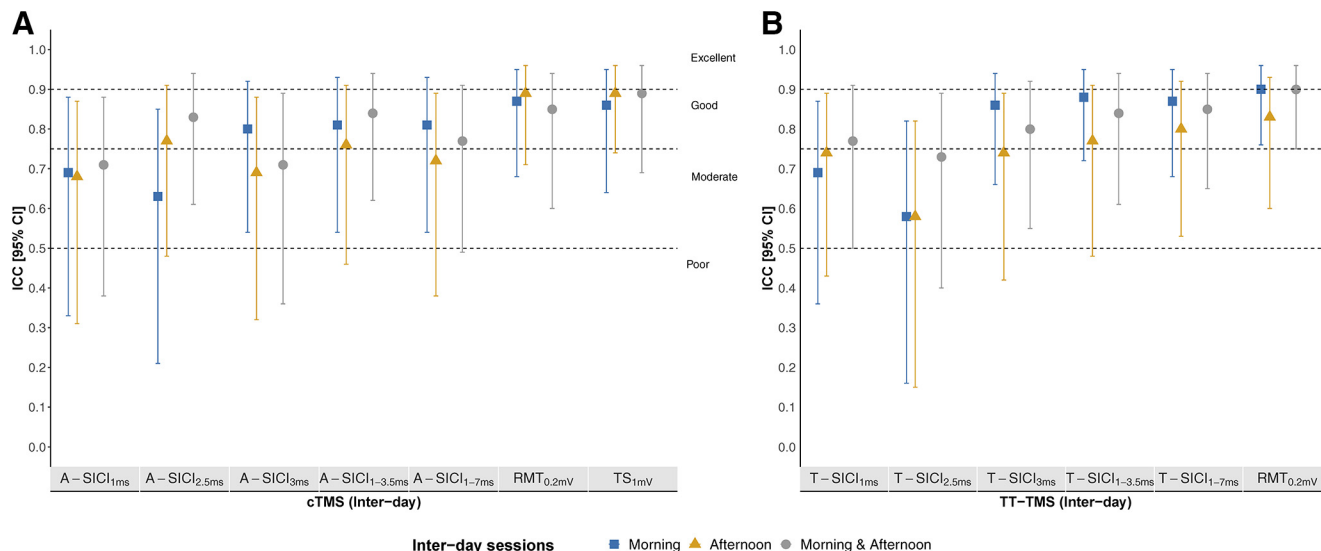 A
B
ICC [95% CI]
1.0
0.9
0.8
0.7
0.6
0.5
0.4
0.3
0.2
0.1
0.0
Excellent
Good
Moderate
Poor
A − SICI1ms A − SICI2.5ms A − SICI3ms A − SICI1−3.5ms A − SICI1−7ms RMT0.2mV TS1mV
cTMS (Inter-day)
ICC [95% CI]
1.0
0.9
0.8
0.7
0.6
0.5
0.4
0.3
0.2
0.1
0.0
T − SICI1ms T − SICI2.5ms T − SICI3ms T − SICI1−3.5ms T − SICI1−7ms RMT0.2mV
TT−TMS (Inter-day)
Inter-day sessions Morning Afternoon Morning & Afternoon